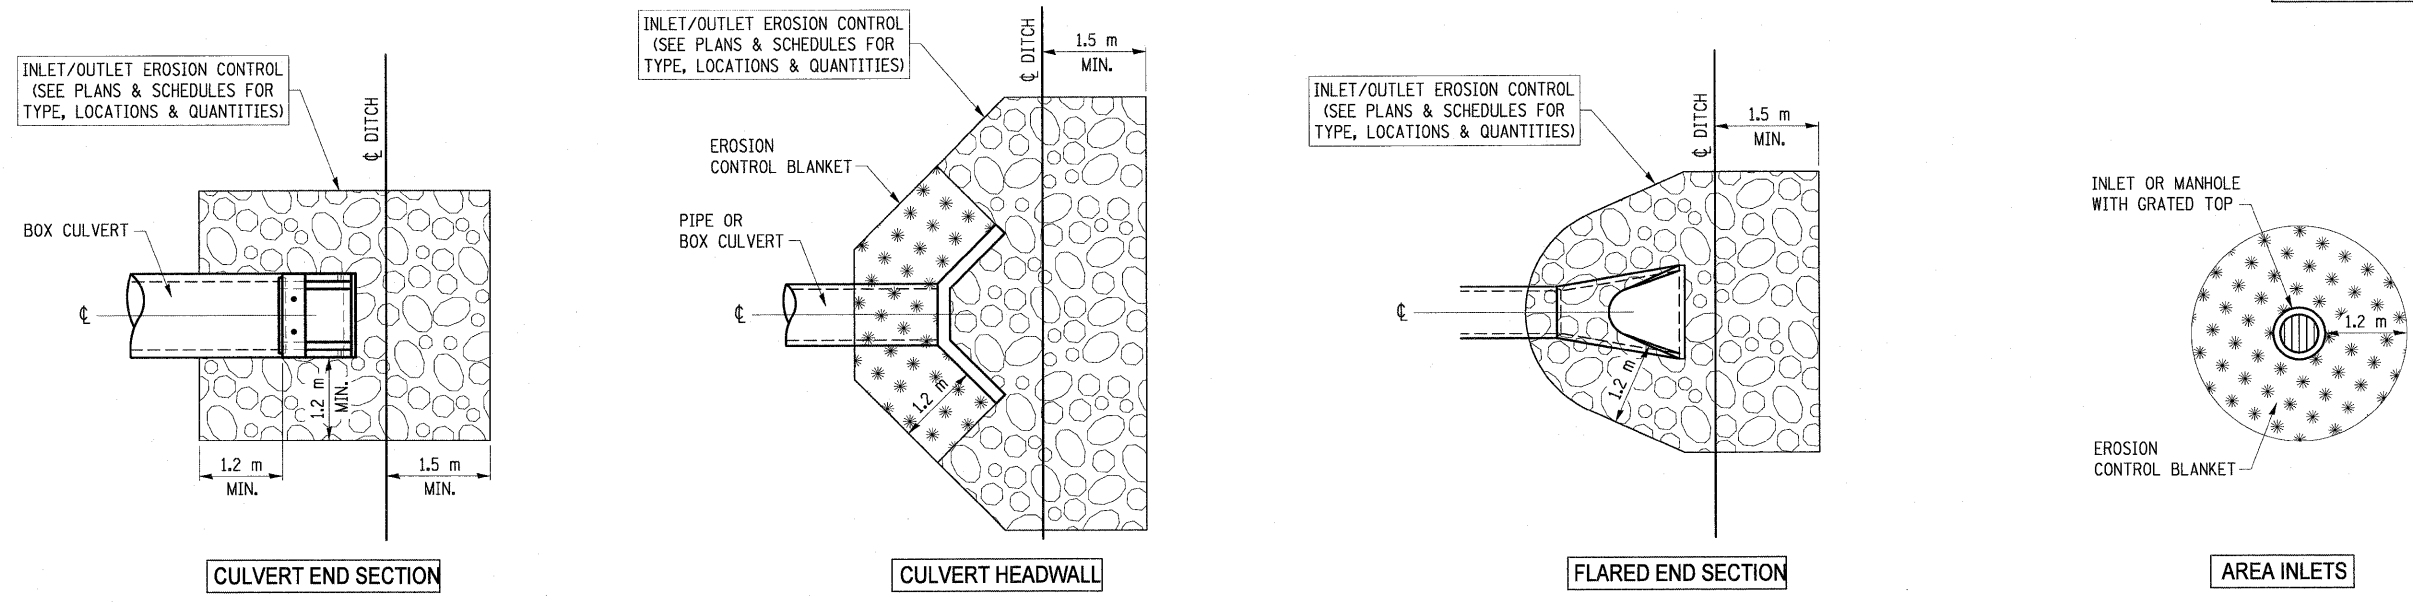 INLET/OUTLET EROSION CONTROL
(SEE PLANS & SCHEDULES FOR
TYPE, LOCATIONS & QUANTITIES)
℄ DITCH
BOX CULVERT
℄
1.2 m
MIN.
1.2 m
MIN.
1.5 m
MIN.
CULVERT END SECTION
INLET/OUTLET EROSION CONTROL
(SEE PLANS & SCHEDULES FOR
TYPE, LOCATIONS & QUANTITIES)
℄ DITCH
1.5 m
MIN.
EROSION
CONTROL BLANKET
PIPE OR
BOX CULVERT
℄
1.2 m
CULVERT HEADWALL
INLET/OUTLET EROSION CONTROL
(SEE PLANS & SCHEDULES FOR
TYPE, LOCATIONS & QUANTITIES)
℄ DITCH
1.5 m
MIN.
℄
1.2 m
FLARED END SECTION
INLET OR MANHOLE
WITH GRATED TOP
1.2 m
EROSION
CONTROL BLANKET
AREA INLETS